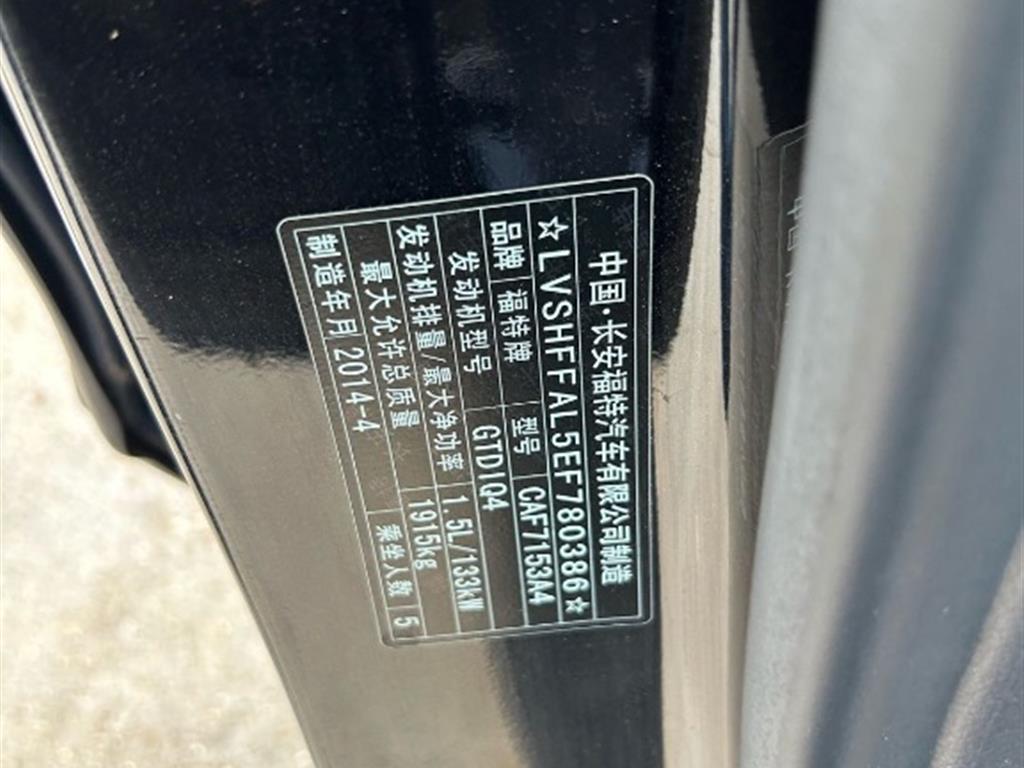 中国·长安福特汽车有限公司制造
☆LVSHFFAL5EF780386☆
品牌 福特牌 型号 CAF7153A4
发动机型号 GTDIQ4
发动机排量/最大净功率 1.5L/133kW
最大允许总质量 1915kg 乘坐人数 5
制造年月 2014-4